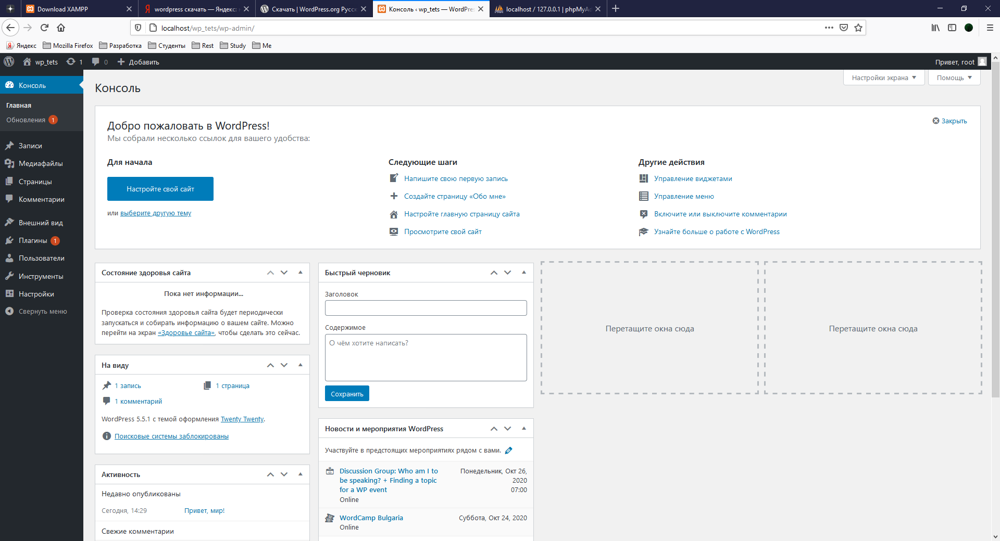 Download XAMPP
wordpress скачать — Яндекс:
Скачать | WordPress.org Русск
Консоль ‹ wp_tets — WordPres
localhost / 127.0.0.1 | phpMyAd
localhost/wp_tets/wp-admin/
Яндекс
Mozilla Firefox
Разработка
Студенты
Rest
Study
Me
wp_tets
1
0
Добавить
Привет, root
Консоль
Главная
Обновления 1
Записи
Медиафайлы
Страницы
Комментарии
Внешний вид
Плагины 1
Пользователи
Инструменты
Настройки
Свернуть меню
Настройки экрана
Помощь
Консоль
Добро пожаловать в WordPress!
Мы собрали несколько ссылок для вашего удобства:
Закрыть
Для начала
Настройте свой сайт
или выберите другую тему
Следующие шаги
Напишите свою первую запись
Создайте страницу «Обо мне»
Настройте главную страницу сайта
Просмотрите свой сайт
Другие действия
Управление виджетами
Управление меню
Включите или выключите комментарии
Узнайте больше о работе с WordPress
Состояние здоровья сайта
Пока нет информации...
Проверка состояния здоровья сайта будет периодически
запускаться и собирать информацию о вашем сайте. Можно
перейти на экран «Здоровье сайта», чтобы сделать это сейчас.
На виду
1 запись
1 страница
1 комментарий
WordPress 5.5.1 с темой оформления Twenty Twenty.
Поисковые системы заблокированы
Активность
Недавно опубликованы
Сегодня, 14:29
Привет, мир!
Свежие комментарии
Быстрый черновик
Заголовок
Содержимое
О чём хотите написать?
Сохранить
Новости и мероприятия WordPress
Участвуйте в предстоящих мероприятиях рядом с вами.
Discussion Group: Who am I to
be speaking? + Finding a topic
for a WP event
Online
Понедельник, Окт 26,
2020
07:00
WordCamp Bulgaria
Online
Суббота, Окт 24, 2020
Перетащите окна сюда
Перетащите окна сюда